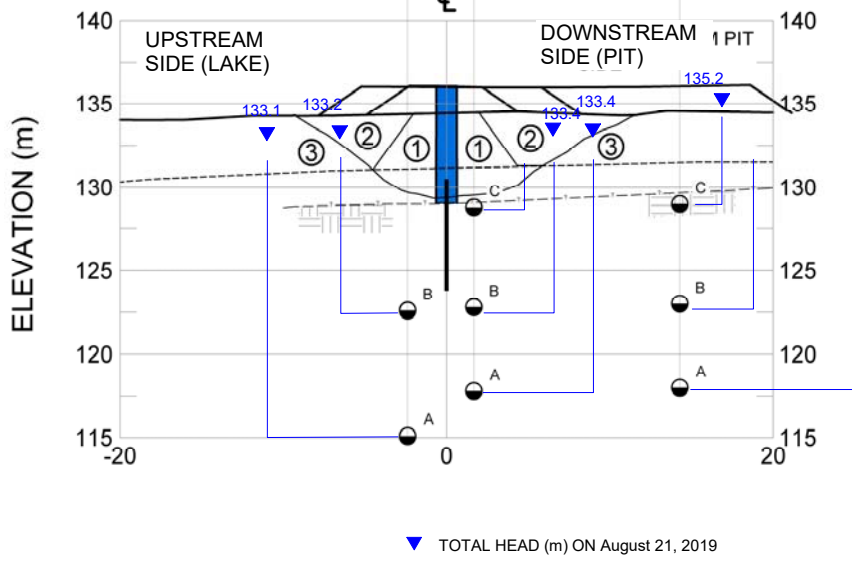 ℄
140
140
UPSTREAM
SIDE (LAKE)
DOWNSTREAM
SIDE (PIT)
PIT
135
135
133.1
133.2
133.4
133.4
135.2
3
2
1
1
2
3
130
130
C
C
125
125
B
B
B
120
120
A
A
A
115
115
-20
0
20
ELEVATION (m)
TOTAL HEAD (m) ON August 21, 2019